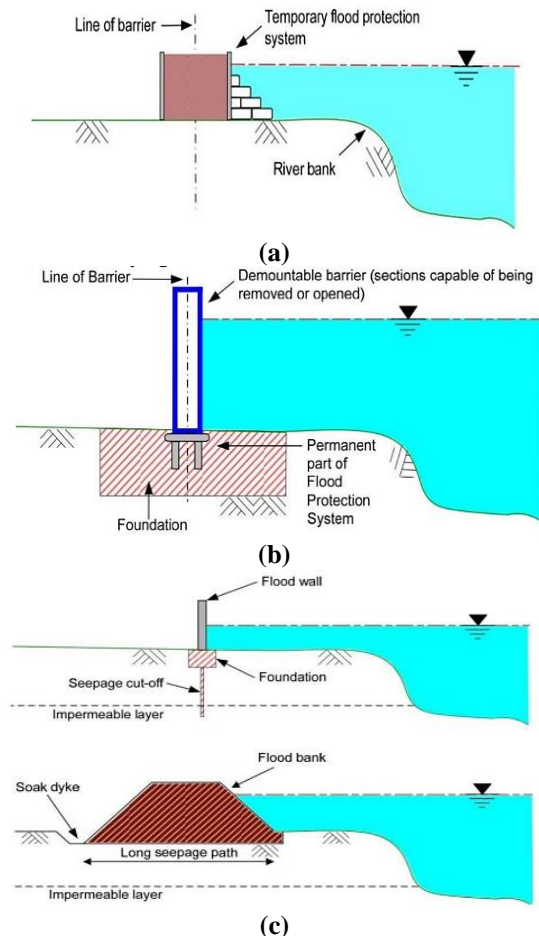 Line of barrier
Temporary flood protection
system
River bank
(a)
Line of Barrier
Demountable barrier (sections capable of being
removed or opened)
Permanent
part of
Flood
Protection
System
Foundation
(b)
Flood wall
Foundation
Seepage cut-off
Impermeable layer
Flood bank
Soak dyke
Long seepage path
Impermeable layer
(c)